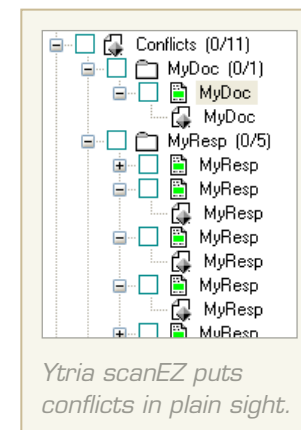 Conflicts (0/11)
MyDoc (0/1)
MyDoc
MyDoc
MyResp (0/5)
MyResp
MyResp
MyResp
MyResp
MyResp
MyResp
MyResp
MyResp
Ytria scanEZ puts
conflicts in plain sight.